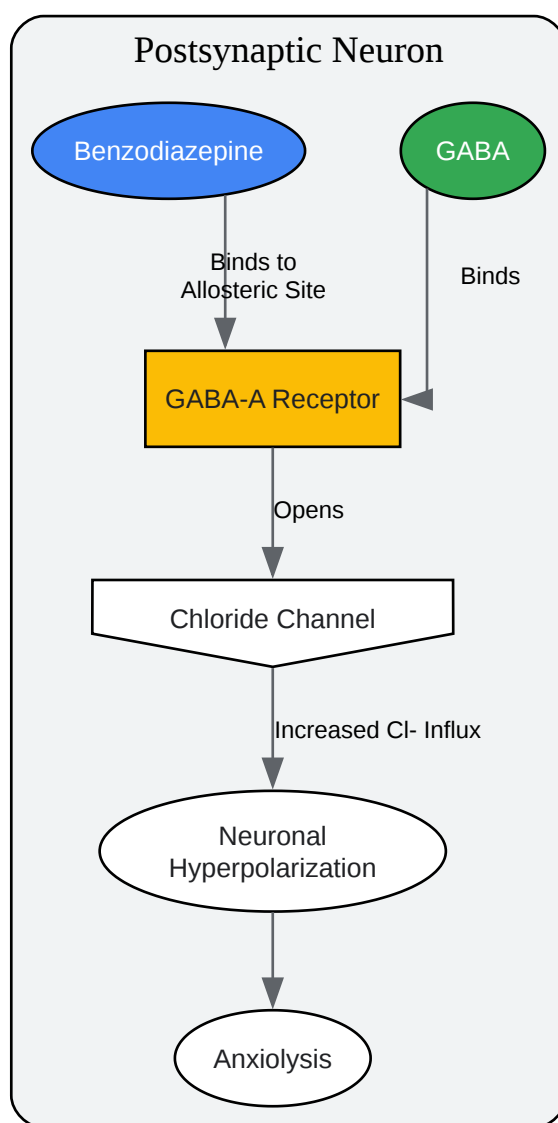 Postsynaptic Neuron
Benzodiazepine
GABA
Binds to
Allosteric Site
Binds
GABA-A Receptor
Opens
Chloride Channel
Increased Cl- Influx
Neuronal
Hyperpolarization
Anxiolysis